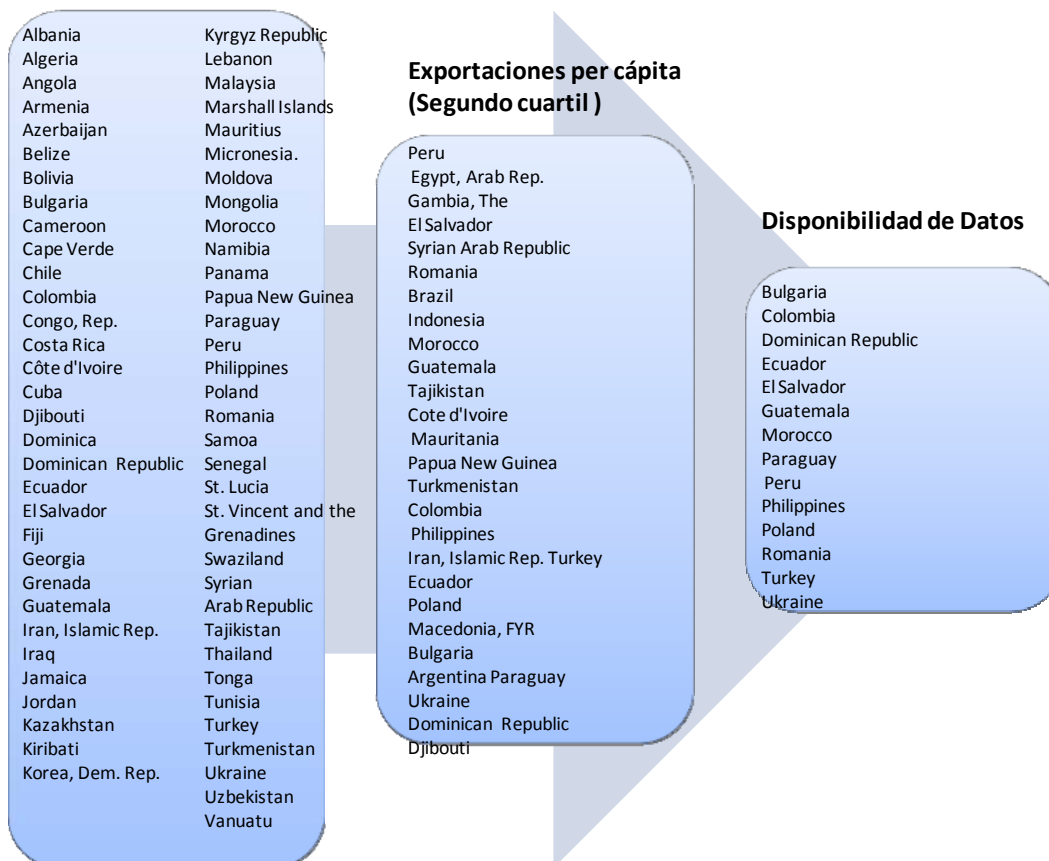 Albania
Algeria
Angola
Armenia
Azerbaijan
Belize
Bolivia
Bulgaria
Cameroon
Cape Verde
Chile
Colombia
Congo, Rep.
Costa Rica
Côte d'Ivoire
Cuba
Djibouti
Dominica
Dominican Republic
Ecuador
El Salvador
Fiji
Georgia
Grenada
Guatemala
Iran, Islamic Rep.
Iraq
Jamaica
Jordan
Kazakhstan
Kiribati
Korea, Dem. Rep.
Kyrgyz Republic
Lebanon
Malaysia
Marshall Islands
Mauritius
Micronesia.
Moldova
Mongolia
Morocco
Namibia
Panama
Papua New Guinea
Paraguay
Peru
Philippines
Poland
Romania
Samoa
Senegal
St. Lucia
St. Vincent and the
Grenadines
Swaziland
Syrian
Arab Republic
Tajikistan
Thailand
Tonga
Tunisia
Turkey
Turkmenistan
Ukraine
Uzbekistan
Vanuatu
Exportaciones per cápita
(Segundo cuartil )
Peru
Egypt, Arab Rep.
Gambia, The
El Salvador
Syrian Arab Republic
Romania
Brazil
Indonesia
Morocco
Guatemala
Tajikistan
Cote d'Ivoire
Mauritania
Papua New Guinea
Turkmenistan
Colombia
Philippines
Iran, Islamic Rep. Turkey
Ecuador
Poland
Macedonia, FYR
Bulgaria
Argentina Paraguay
Ukraine
Dominican Republic
Djibouti
Disponibilidad de Datos
Bulgaria
Colombia
Dominican Republic
Ecuador
El Salvador
Guatemala
Morocco
Paraguay
Peru
Philippines
Poland
Romania
Turkey
Ukraine